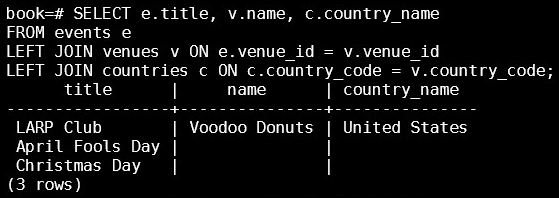 book=# SELECT e.title, v.name, c.country_name
FROM events e
LEFT JOIN venues v ON e.venue_id = v.venue_id
LEFT JOIN countries c ON c.country_code = v.country_code;
      title      |     name      | country_name
-----------------+---------------+---------------
 LARP Club       | Voodoo Donuts | United States
 April Fools Day |               |
 Christmas Day   |               |
(3 rows)